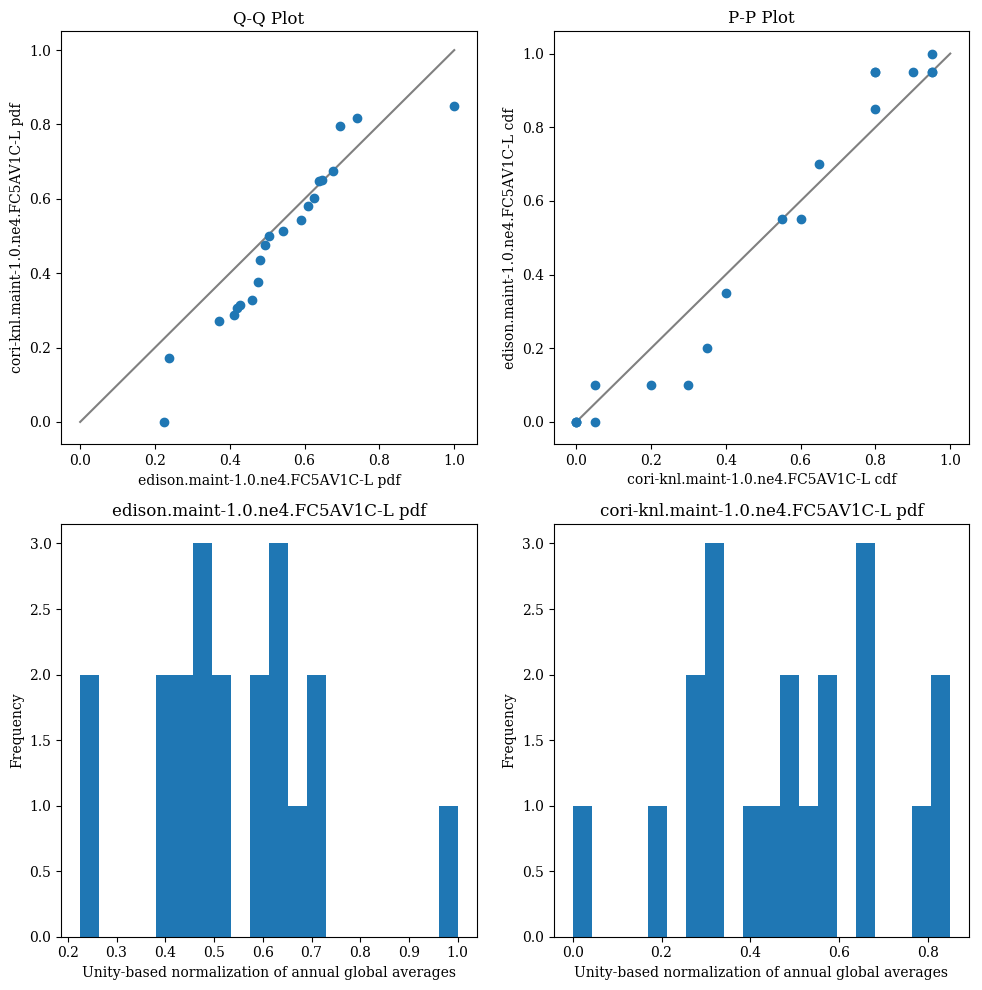 Q-Q Plot
1.0
0.8
0.6
0.4
0.2
0.0
cori-knl.maint-1.0.ne4.FC5AV1C-L pdf
0.0 0.2 0.4 0.6 0.8 1.0
edison.maint-1.0.ne4.FC5AV1C-L pdf
P-P Plot
1.0
0.8
0.6
0.4
0.2
0.0
edison.maint-1.0.ne4.FC5AV1C-L cdf
0.0 0.2 0.4 0.6 0.8 1.0
cori-knl.maint-1.0.ne4.FC5AV1C-L cdf
edison.maint-1.0.ne4.FC5AV1C-L pdf
3.0
2.5
2.0
1.5
1.0
0.5
0.0
Frequency
0.2 0.3 0.4 0.5 0.6 0.7 0.8 0.9 1.0
Unity-based normalization of annual global averages
cori-knl.maint-1.0.ne4.FC5AV1C-L pdf
3.0
2.5
2.0
1.5
1.0
0.5
0.0
Frequency
0.0 0.2 0.4 0.6 0.8
Unity-based normalization of annual global averages